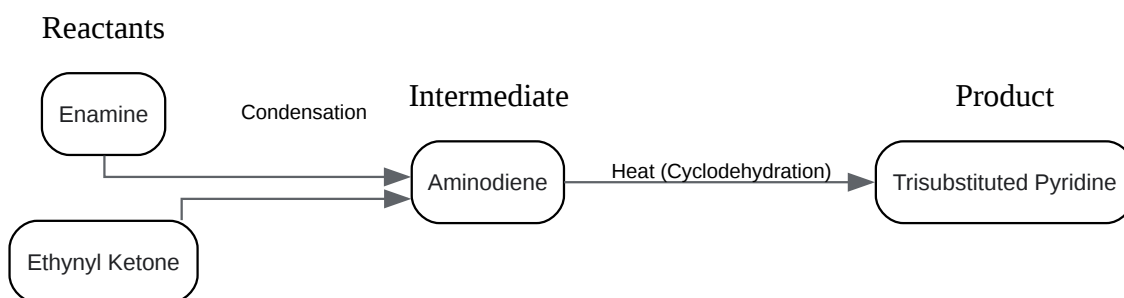 Reactants
Enamine
Condensation
Ethynyl Ketone
Intermediate
Aminodiene
Heat (Cyclodehydration)
Product
Trisubstituted Pyridine